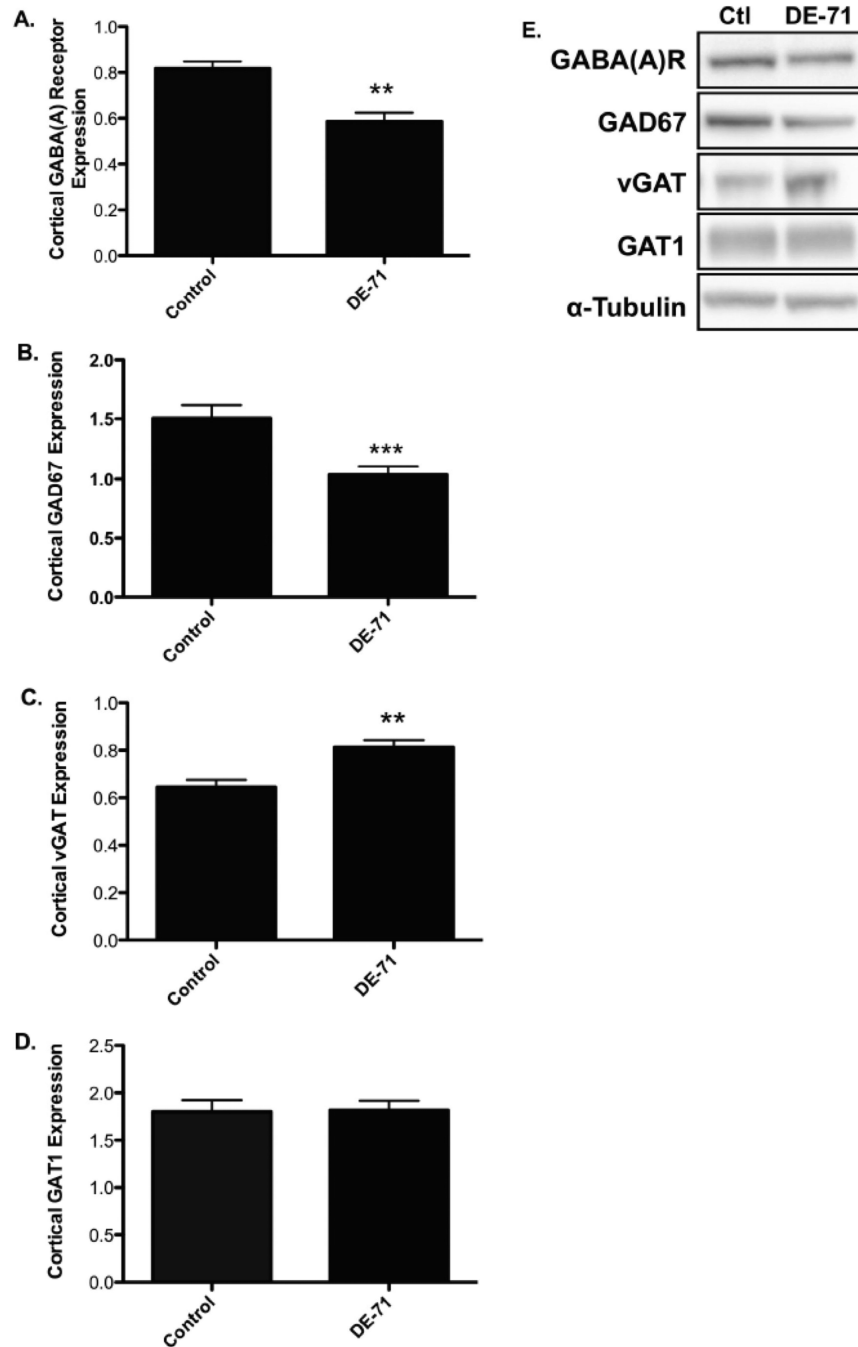 A.
Cortical GABA(A) Receptor
Expression
1.0
0.8
0.6
0.4
0.2
0.0
**
Control
DE-71
B.
Cortical GAD67 Expression
2.0
1.5
1.0
0.5
0.0
***
Control
DE-71
C.
Cortical vGAT Expression
1.0
0.8
0.6
0.4
0.2
0.0
**
Control
DE-71
D.
Cortical GAT1 Expression
2.5
2.0
1.5
1.0
0.5
0.0
Control
DE-71
E.
Ctl DE-71
GABA(A)R
GAD67
vGAT
GAT1
α-Tubulin